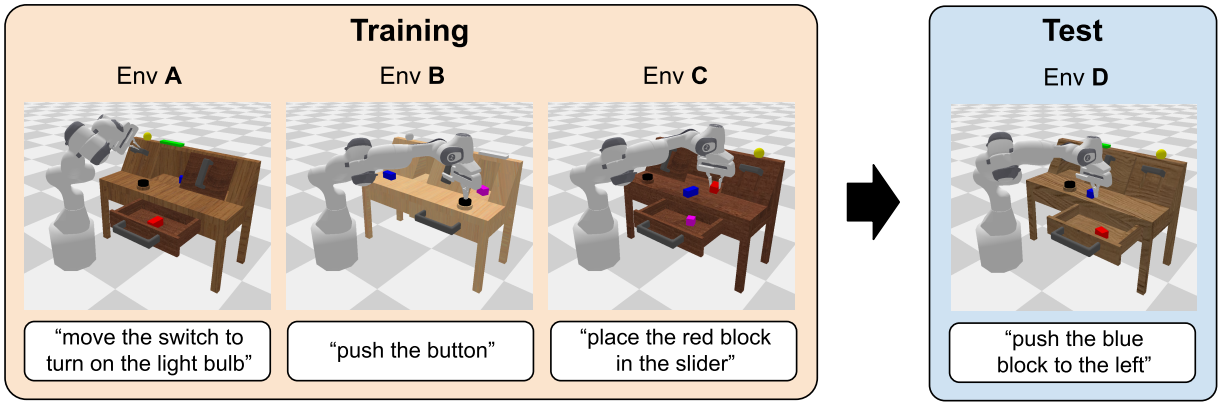 Training
Env A
Env B
Env C
“move the switch to
turn on the light bulb”
“push the button”
“place the red block
in the slider”
Test
Env D
“push the blue
block to the left”